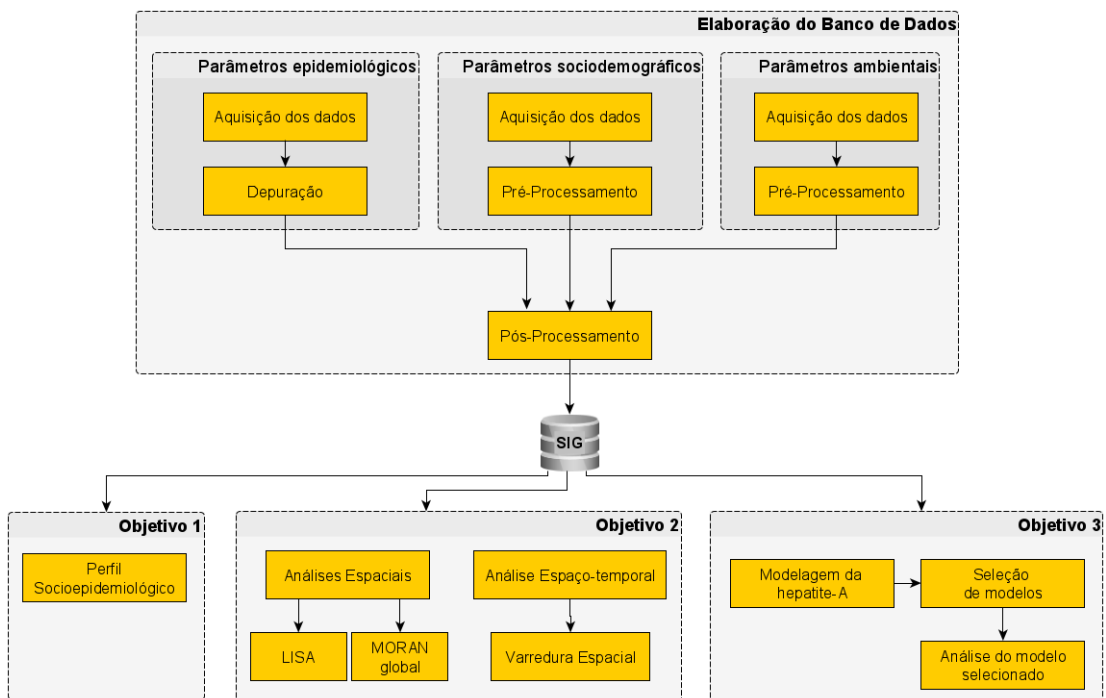 Elaboração do Banco de Dados
Parâmetros epidemiológicos
Parâmetros sociodemográficos
Parâmetros ambientais
Aquisição dos dados
Aquisição dos dados
Aquisição dos dados
Depuração
Pré-Processamento
Pré-Processamento
Pós-Processamento
SIG
Objetivo 1
Perfil
Socioepidemiológico
Objetivo 2
Análises Espaciais
Análise Espaço-temporal
LISA
MORAN
global
Varredura Espacial
Objetivo 3
Modelagem da
hepatite-A
Seleção
de modelos
Análise do modelo
selecionado